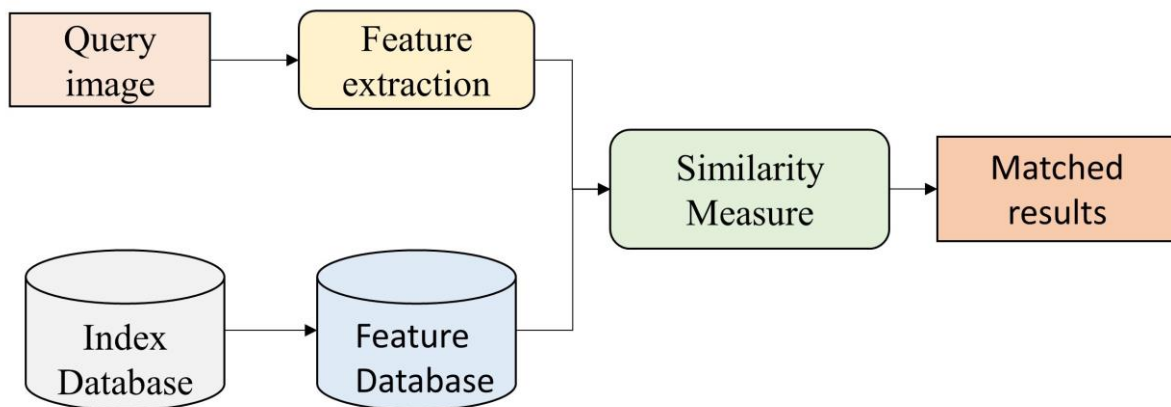 Query
image
Feature
extraction
Similarity
Measure
Matched
results
Index
Database
Feature
Database